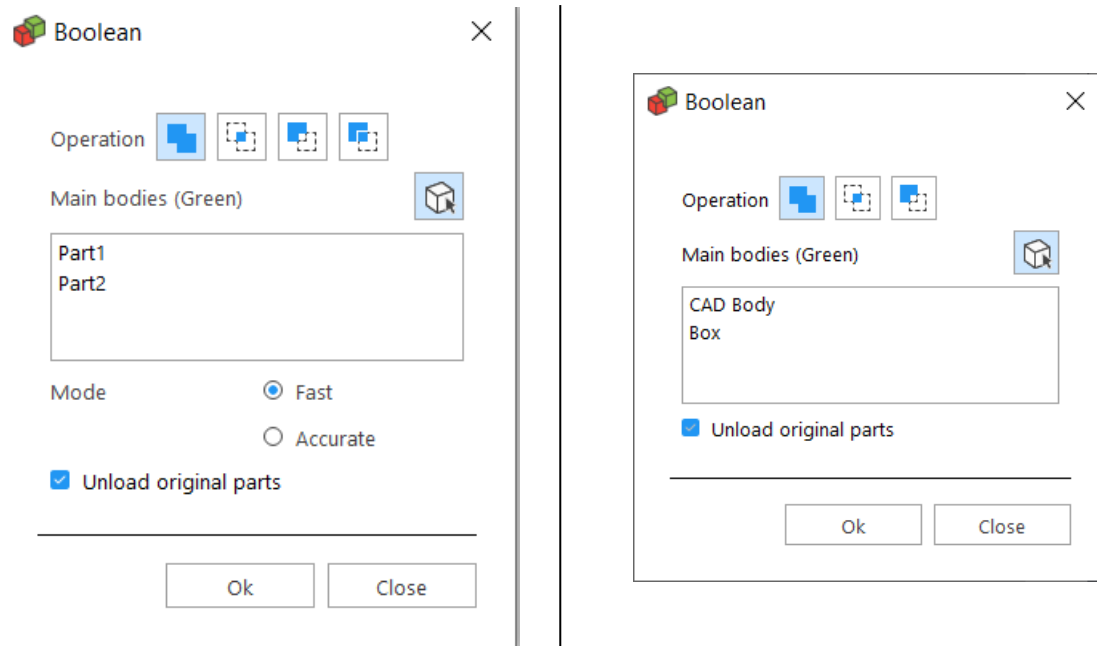 Boolean
Operation
Main bodies (Green)
Part1
Part2
Mode
Fast
Accurate
Unload original parts
Ok
Close
Boolean
Operation
Main bodies (Green)
CAD Body
Box
Unload original parts
Ok
Close